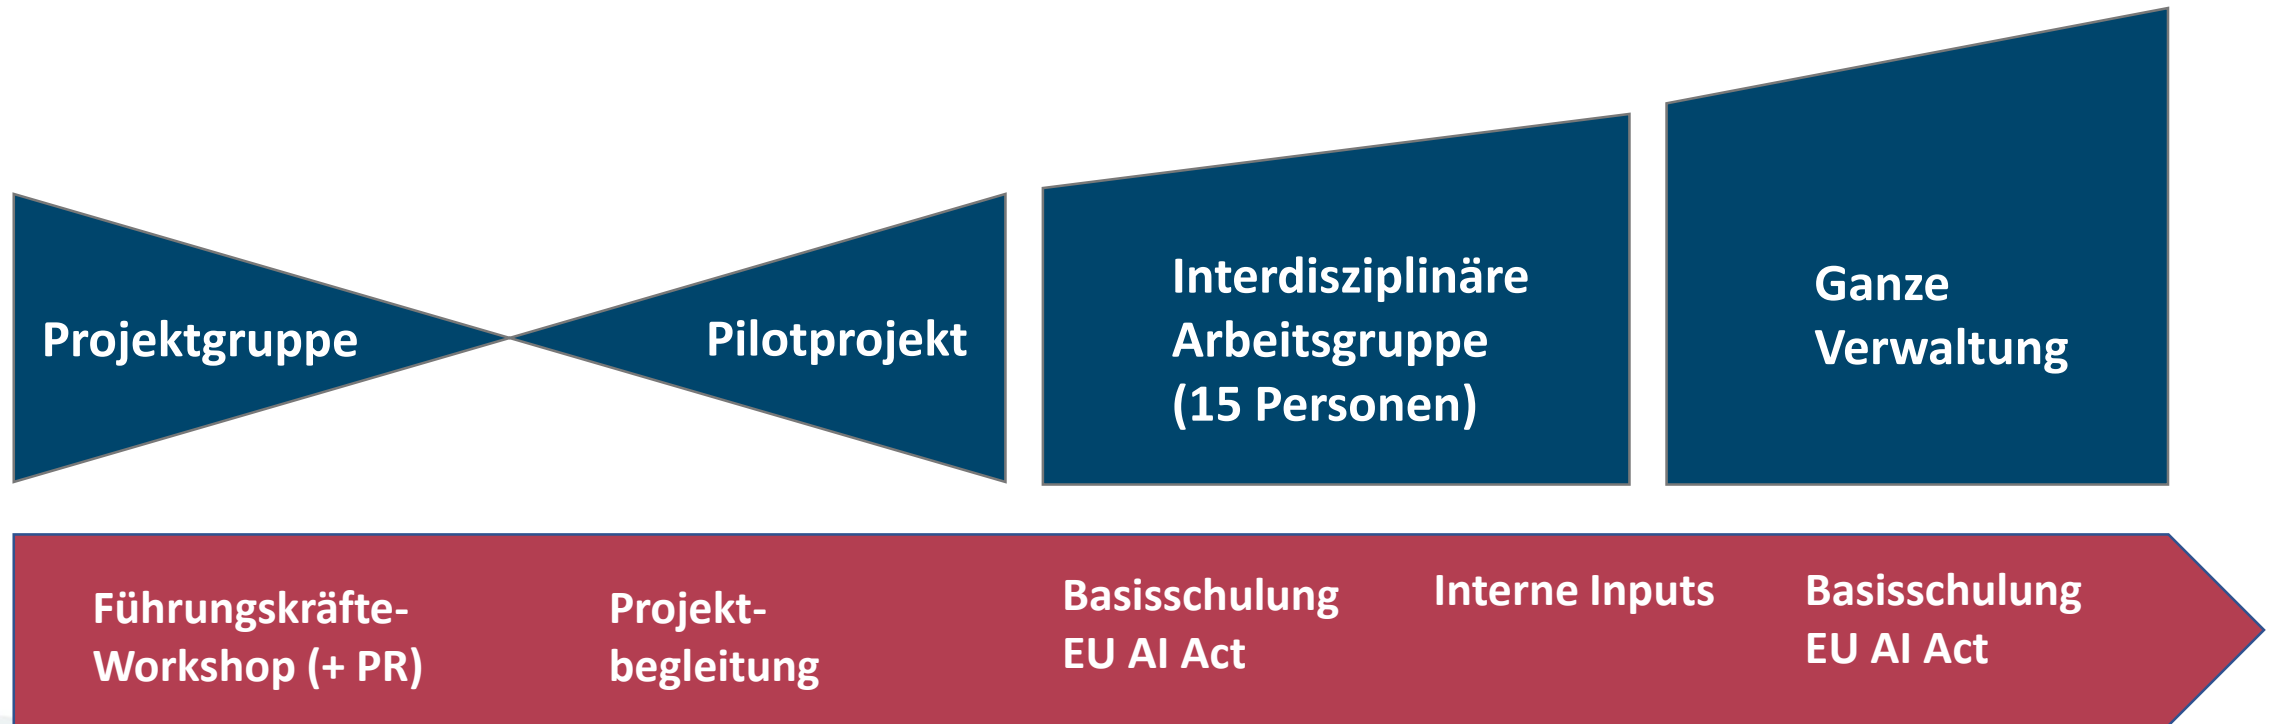 Projektgruppe
Pilotprojekt
Interdisziplinäre
Arbeitsgruppe
(15 Personen)
Ganze
Verwaltung
Führungskräfte-
Workshop (+ PR)
Projekt-
begleitung
Basisschulung
EU AI Act
Interne Inputs
Basisschulung
EU AI Act